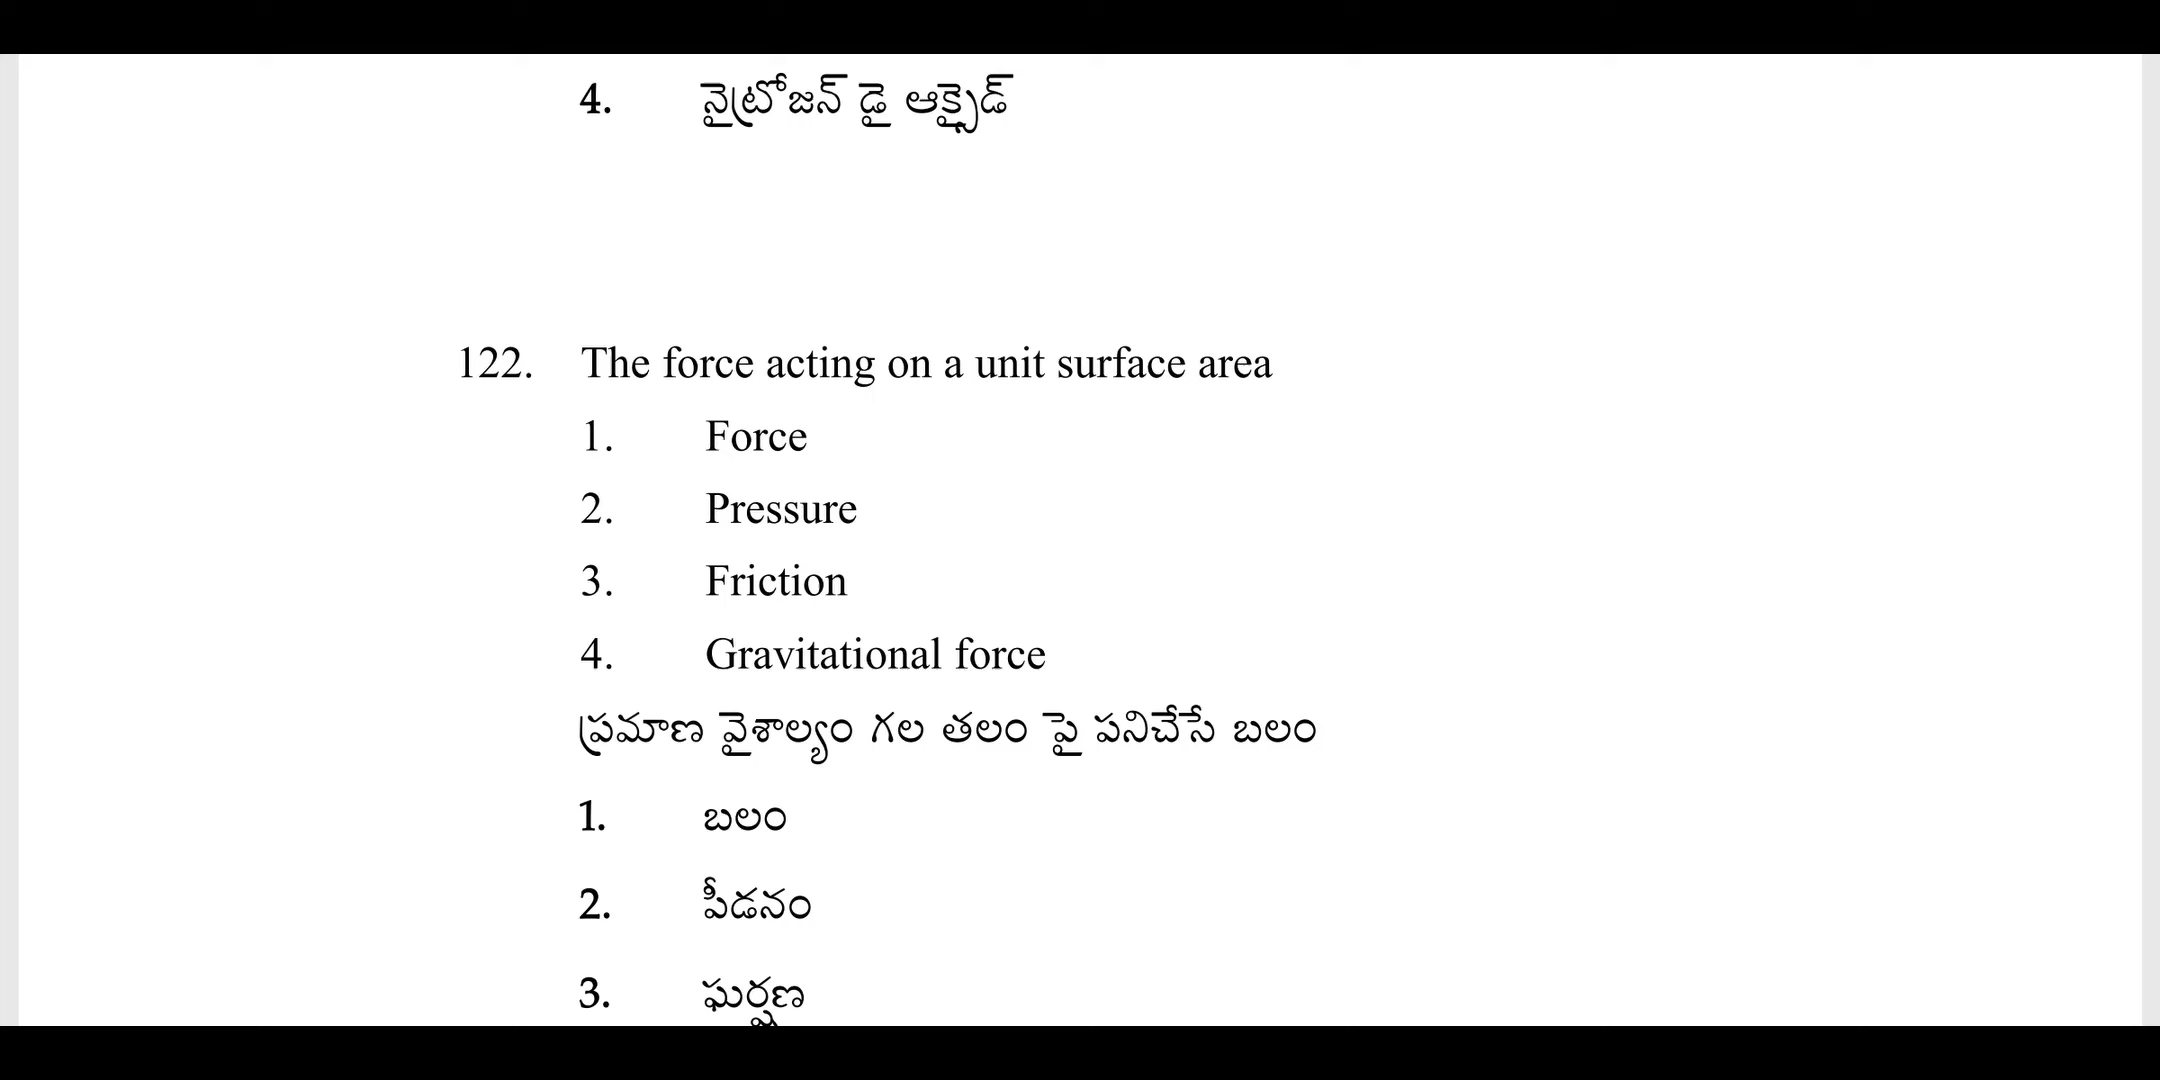 4. నైట్రోజన్ డై ఆక్సైడ్
122. The force acting on a unit surface area
1. Force
2. Pressure
3. Friction
4. Gravitational force
ప్రమాణ వైశాల్యం గల తలం పై పనిచేసే బలం
1. బలం
2. పీడనం
3. ఘర్షణ